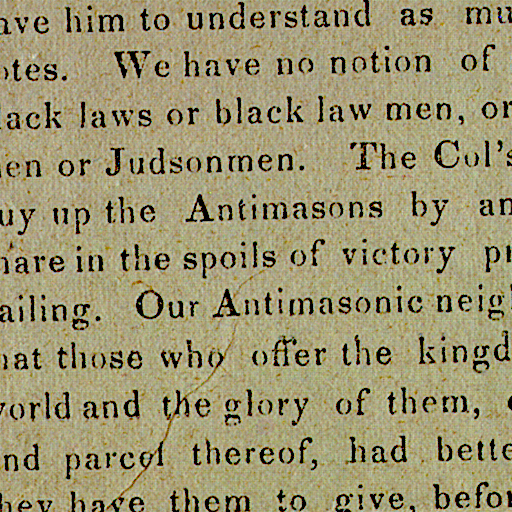 ave him to understand as mu
otes. We have no notion of
lack laws or black law men, or
en or Judsonmen. The Col's
uy up the Antimasons by an
hare in the spoils of victory pr
ailing. Our Antimasonic neigh
hat those who offer the kingd
world and the glory of them,
nd parcel thereof, had bette
hey have them to give, befor